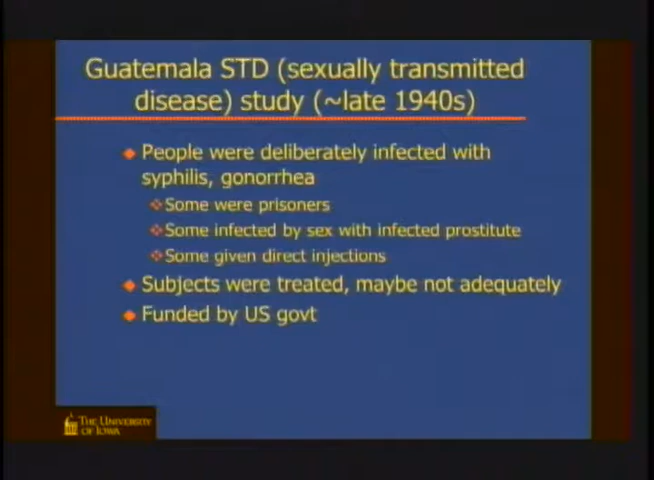 Guatemala STD (sexually transmitted
disease) study (~late 1940s)
People were deliberately infected with
syphilis, gonorrhea
Some were prisoners
Some infected by sex with infected prostitute
Some given direct injections
Subjects were treated, maybe not adequately
Funded by US govt
THE UNIVERSITY
OF IOWA